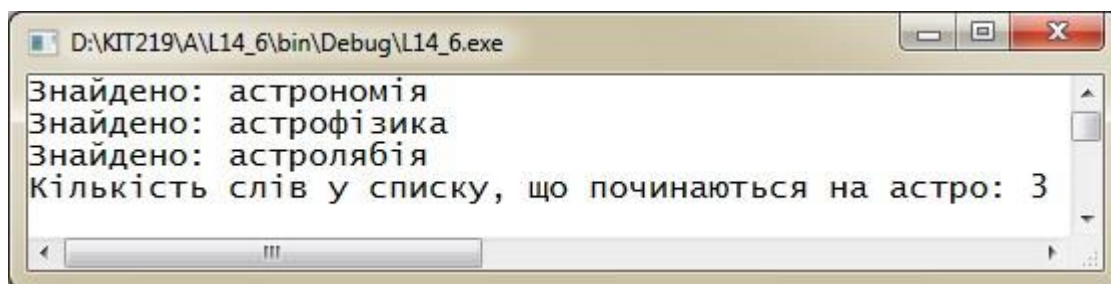 D:\KIT219\A\L14_6\bin\Debug\L14_6.exe
Знайдено: астрономія
Знайдено: астрофізика
Знайдено: астролябія
Кількість слів у списку, що починаються на астро: 3